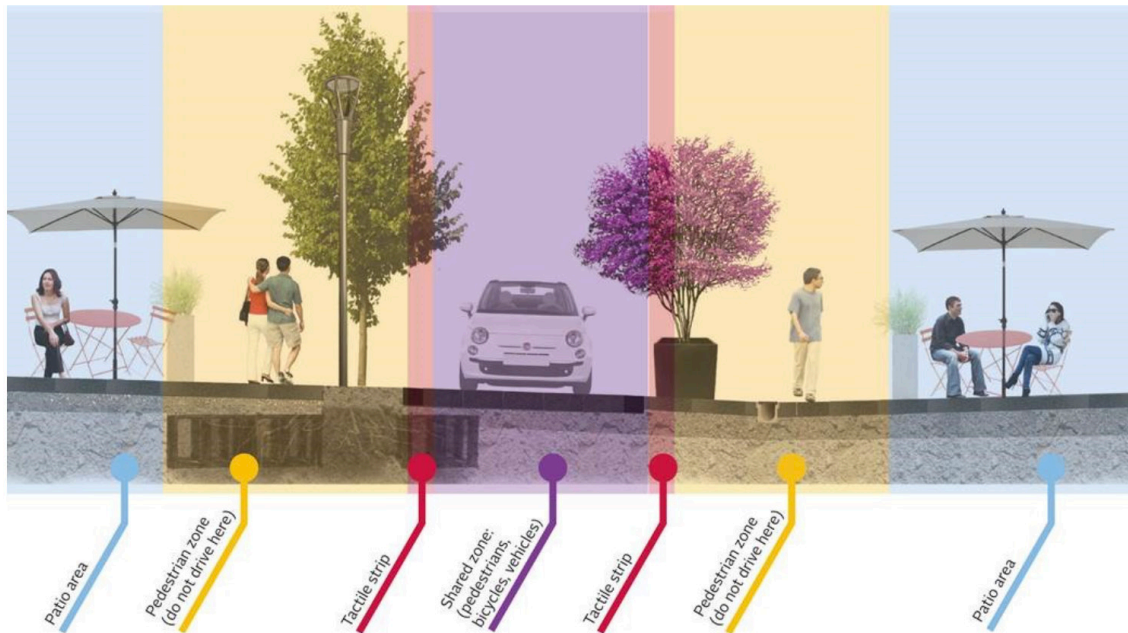 Patio area
Pedestrian zone
(do not drive here)
Tactile strip
Shared zone:
(pedestrians,
bicycles, vehicles)
Tactile strip
Pedestrian zone
(do not drive here)
Patio area